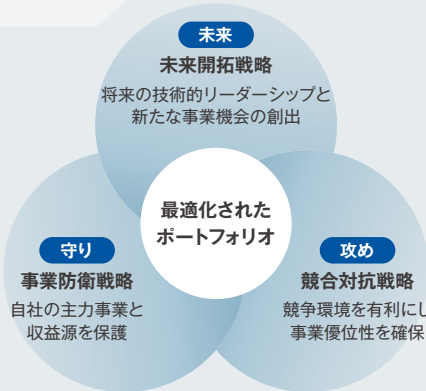 未来
未来開拓戦略
将来の技術的リーダーシップと
新たな事業機会の創出
最適化された
ポートフォリオ
守り
事業防衛戦略
自社の主力事業と
収益源を保護
攻め
競合対抗戦略
競争環境を有利にし
事業優位性を確保